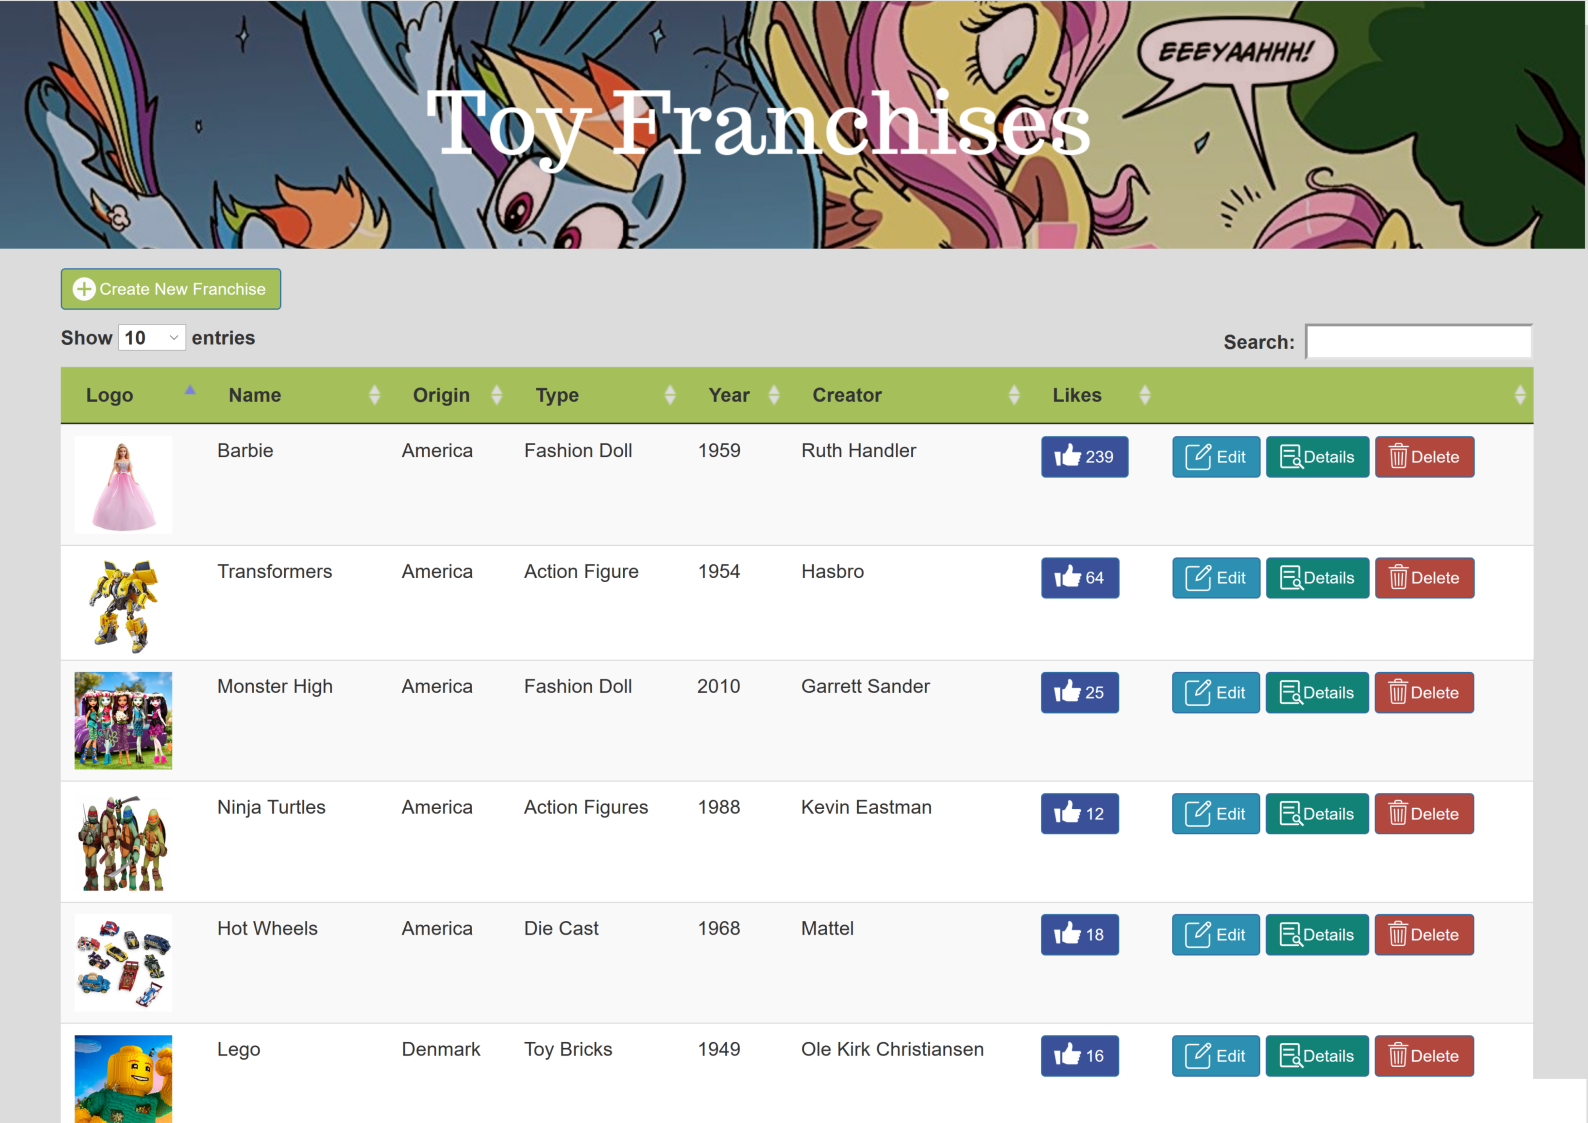 EEEYAAHHH!
Toy Franchises
Create New Franchise
Show 10 entries
Search:
Logo Name Origin Type Year Creator Likes
Barbie America Fashion Doll 1959 Ruth Handler 239 Edit Details Delete
Transformers America Action Figure 1954 Hasbro 64 Edit Details Delete
Monster High America Fashion Doll 2010 Garrett Sander 25 Edit Details Delete
Ninja Turtles America Action Figures 1988 Kevin Eastman 12 Edit Details Delete
Hot Wheels America Die Cast 1968 Mattel 18 Edit Details Delete
Lego Denmark Toy Bricks 1949 Ole Kirk Christiansen 16 Edit Details Delete